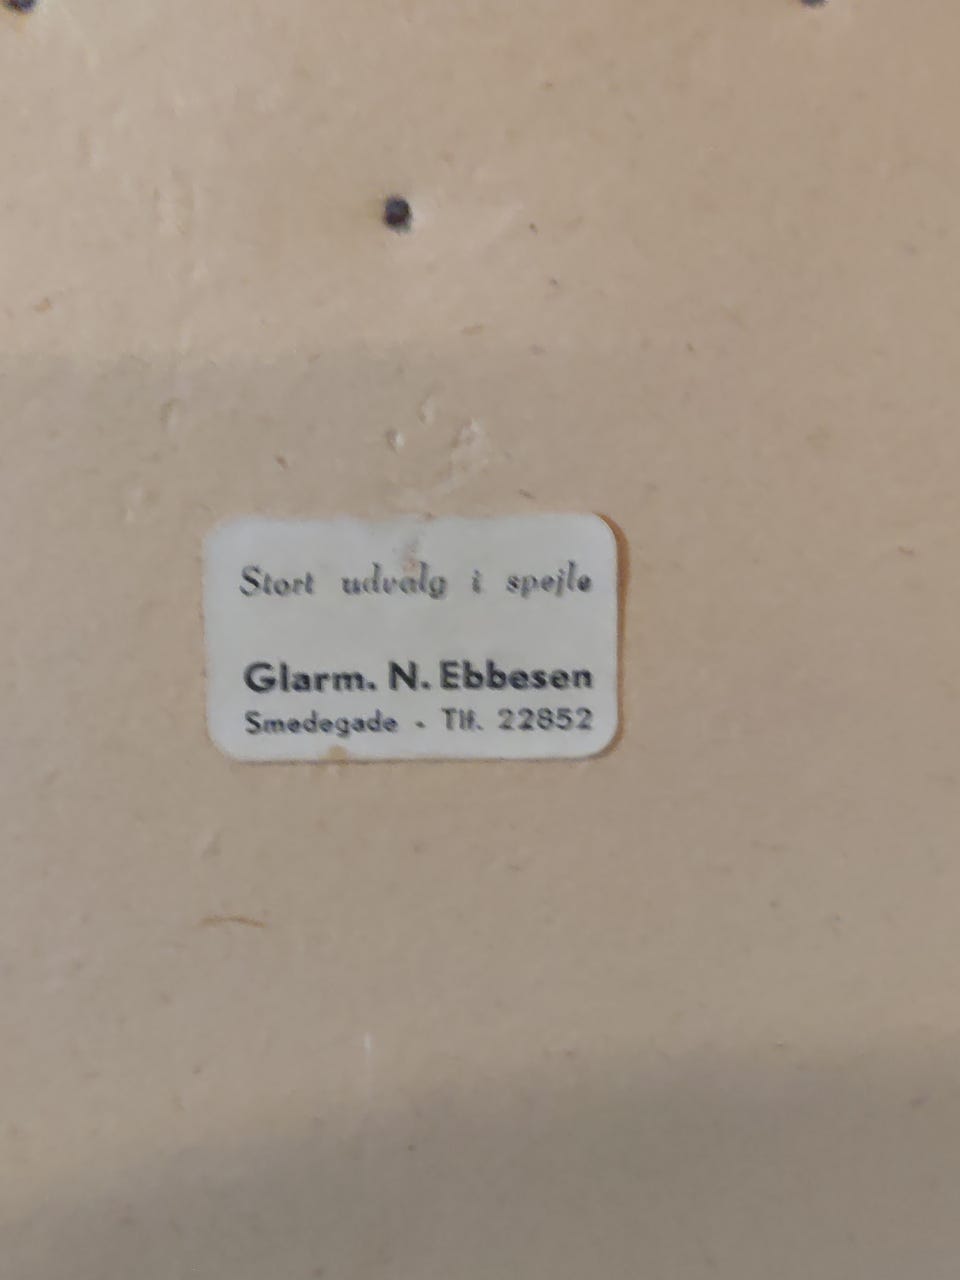 Stort udvalg i spejle
Glarm. N. Ebbesen
Smedegade - Tlf. 22852